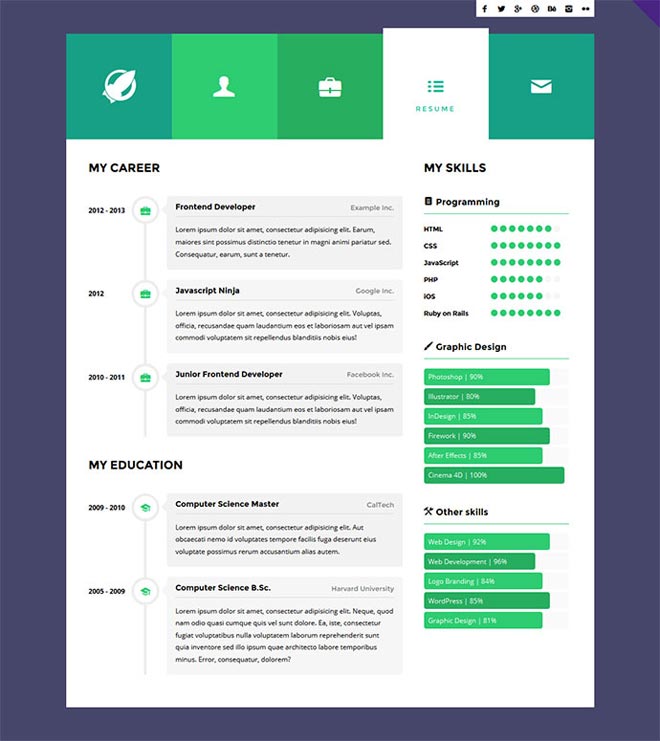 RESUME
MY CAREER
2012 - 2013
Frontend Developer
Example Inc.
Lorem ipsum dolor sit amet, consectetur adipisicing elit. Earum,
maiores sint possimus distinctio tenetur in magni animi pariatur sed.
Consequatur, earum, sunt a tenetur.
2012
Javascript Ninja
Google Inc.
Lorem ipsum dolor sit amet, consectetur adipisicing elit. Voluptas,
officia, recusandae quam laudantium eos et laboriosam aut vel ipsam
commodi voluptatem sit repellendus blanditiis nobis eius!
2010 - 2011
Junior Frontend Developer
Facebook Inc.
Lorem ipsum dolor sit amet, consectetur adipisicing elit. Voluptas,
officia, recusandae quam laudantium eos et laboriosam aut vel ipsam
commodi voluptatem sit repellendus blanditiis nobis eius!
MY EDUCATION
2009 - 2010
Computer Science Master
CalTech
Lorem ipsum dolor sit amet, consectetur adipisicing elit. Aut
obcaecati nemo id voluptates tempore facilis fuga deserunt eius
voluptate possimus rerum accusantium alias autem.
2005 - 2009
Computer Science B.Sc.
Harvard University
Lorem ipsum dolor sit amet, consectetur adipisicing elit. Neque, quod
nam odio quasi cumque quis vel sunt dolore. Ea, iste, consectetur
fugiat voluptatibus nulla voluptatum laborum reprehenderit sunt
quia inventore sed illo ipsum quae architecto labore temporibus
minus. Error, consequatur, dolorem?
MY SKILLS
Programming
HTML
CSS
JavaScript
PHP
iOS
Ruby on Rails
Graphic Design
Photoshop | 90%
Illustrator | 80%
InDesign | 85%
Firework | 90%
After Effects | 85%
Cinema 4D | 100%
Other skills
Web Design | 92%
Web Development | 96%
Logo Branding | 84%
WordPress | 85%
Graphic Design | 81%